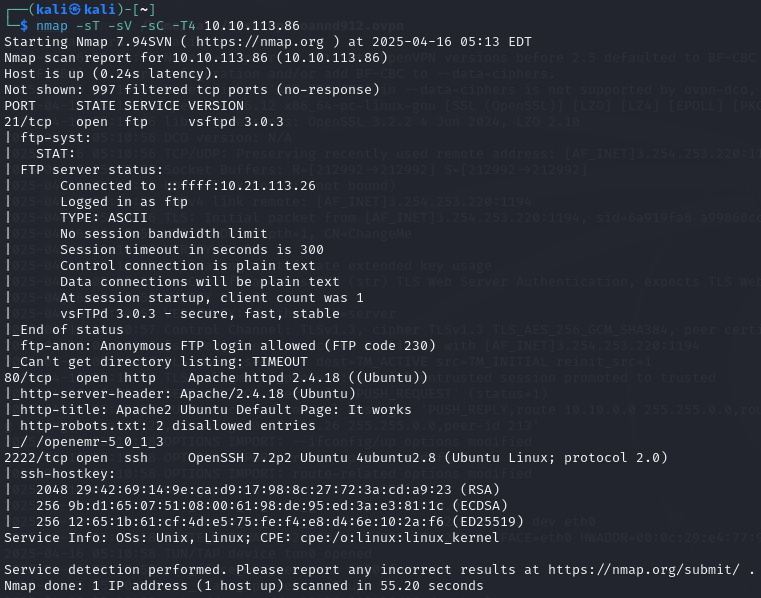 ┌──(kali㉿kali)-[~]
└─$ nmap -sT -sV -sC -T4 10.10.113.86
Starting Nmap 7.94SVN ( https://nmap.org ) at 2025-04-16 05:13 EDT
Nmap scan report for 10.10.113.86 (10.10.113.86)
Host is up (0.24s latency).
Not shown: 997 filtered tcp ports (no-response)
PORT     STATE SERVICE VERSION
21/tcp   open  ftp     vsftpd 3.0.3
| ftp-syst:
|   STAT:
| FTP server status:
|      Connected to ::ffff:10.21.113.26
|      Logged in as ftp
|      TYPE: ASCII
|      No session bandwidth limit
|      Session timeout in seconds is 300
|      Control connection is plain text
|      Data connections will be plain text
|      At session startup, client count was 1
|      vsFTPd 3.0.3 - secure, fast, stable
|_End of status
| ftp-anon: Anonymous FTP login allowed (FTP code 230)
|_Can't get directory listing: TIMEOUT
80/tcp   open  http    Apache httpd 2.4.18 ((Ubuntu))
|_http-server-header: Apache/2.4.18 (Ubuntu)
|_http-title: Apache2 Ubuntu Default Page: It works
| http-robots.txt: 2 disallowed entries
|_/ /openemr-5_0_1_3
2222/tcp open  ssh     OpenSSH 7.2p2 Ubuntu 4ubuntu2.8 (Ubuntu Linux; protocol 2.0)
| ssh-hostkey:
|   2048 29:42:69:14:9e:ca:d9:17:98:8c:27:72:3a:cd:a9:23 (RSA)
|   256 9b:d1:65:07:51:08:00:61:98:de:95:ed:3a:e3:81:1c (ECDSA)
|_  256 12:65:1b:61:cf:4d:e5:75:fe:f4:e8:d4:6e:10:2a:f6 (ED25519)
Service Info: OSs: Unix, Linux; CPE: cpe:/o:linux:linux_kernel

Service detection performed. Please report any incorrect results at https://nmap.org/submit/ .
Nmap done: 1 IP address (1 host up) scanned in 55.20 seconds